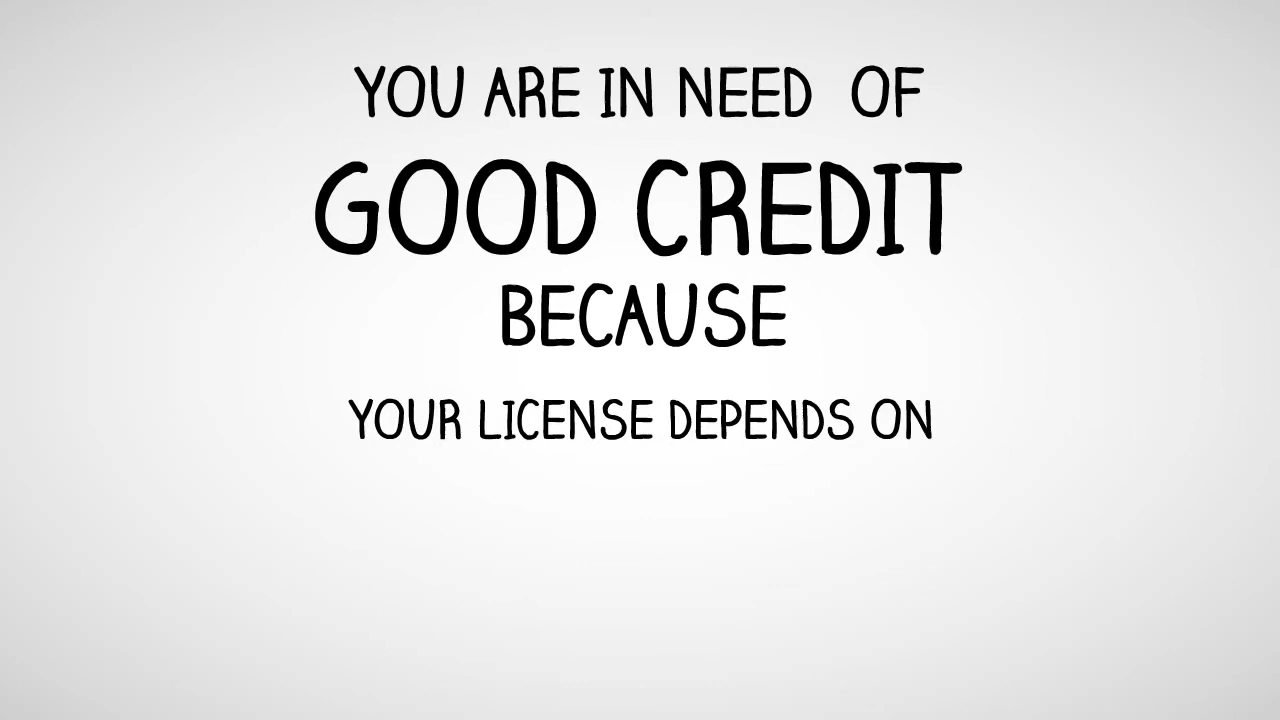 YOU ARE IN NEED OF
GOOD CREDIT
BECAUSE
YOUR LICENSE DEPENDS ON